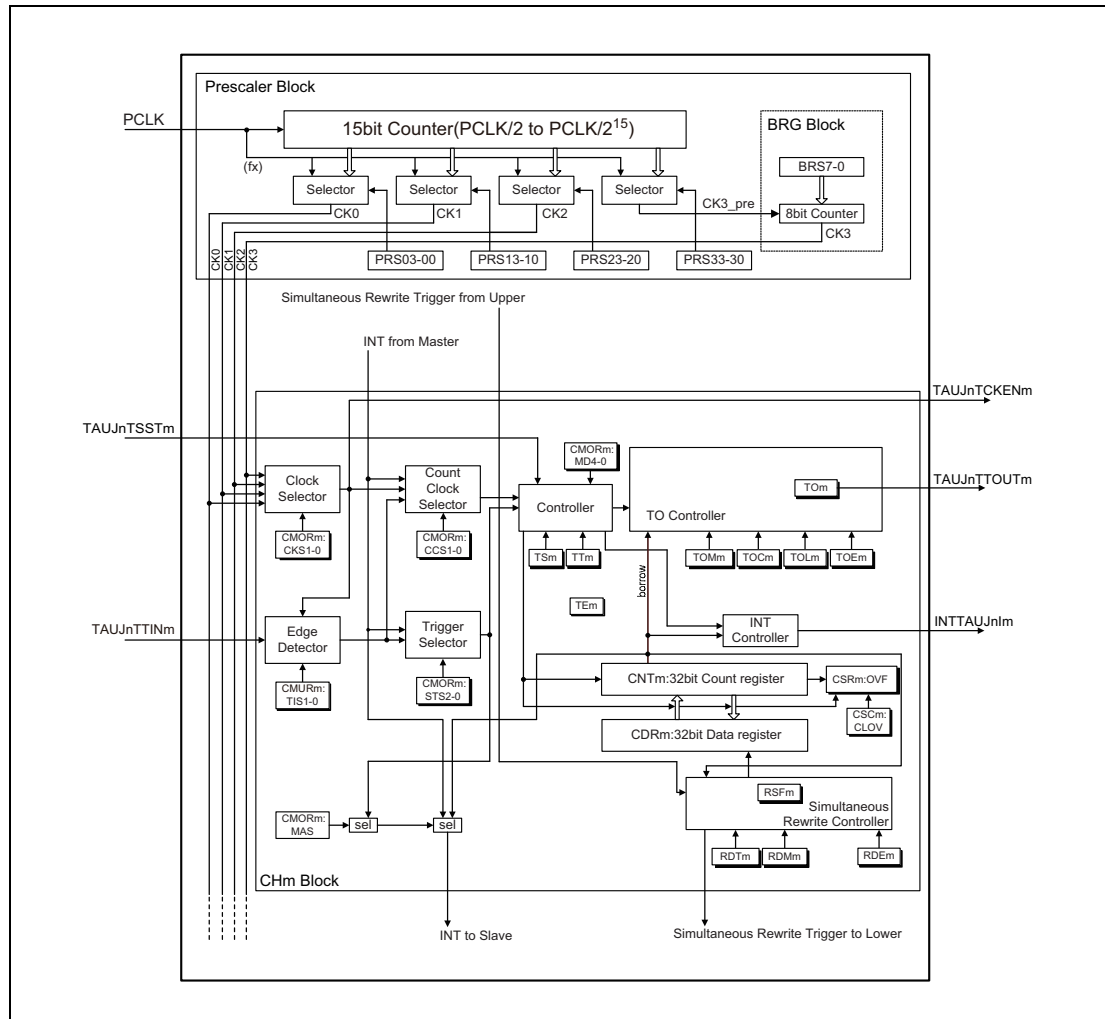 Prescaler Block
PCLK
15bit Counter(PCLK/2 to PCLK/2¹⁵)
BRG Block
(fx)
BRS7-0
Selector
Selector
Selector
Selector
CK3_pre
8bit Counter
CK0
CK1
CK2
CK3
CK0
CK1
CK2
CK3
PRS03-00
PRS13-10
PRS23-20
PRS33-30
Simultaneous Rewrite Trigger from Upper
INT from Master
TAUJnTCKENm
TAUJnTSSTm
CMORm:
MD4-0
Clock
Selector
Count
Clock
Selector
Controller
TOm
TO Controller
TAUJnTTOUTm
CMORm:
CKS1-0
CMORm:
CCS1-0
TSm
TTm
TOMm
TOCm
TOLm
TOEm
borrow
TEm
TAUJnTTINm
Edge
Detector
Trigger
Selector
INT
Controller
INTTAUJnIm
CMURm:
TIS1-0
CMORm:
STS2-0
CNTm:32bit Count register
CSRm:OVF
CDRm:32bit Data register
CSCm:
CLOV
RSFm
Simultaneous
Rewrite Controller
CMORm:
MAS
sel
sel
RDTm
RDMm
RDEm
CHm Block
INT to Slave
Simultaneous Rewrite Trigger to Lower